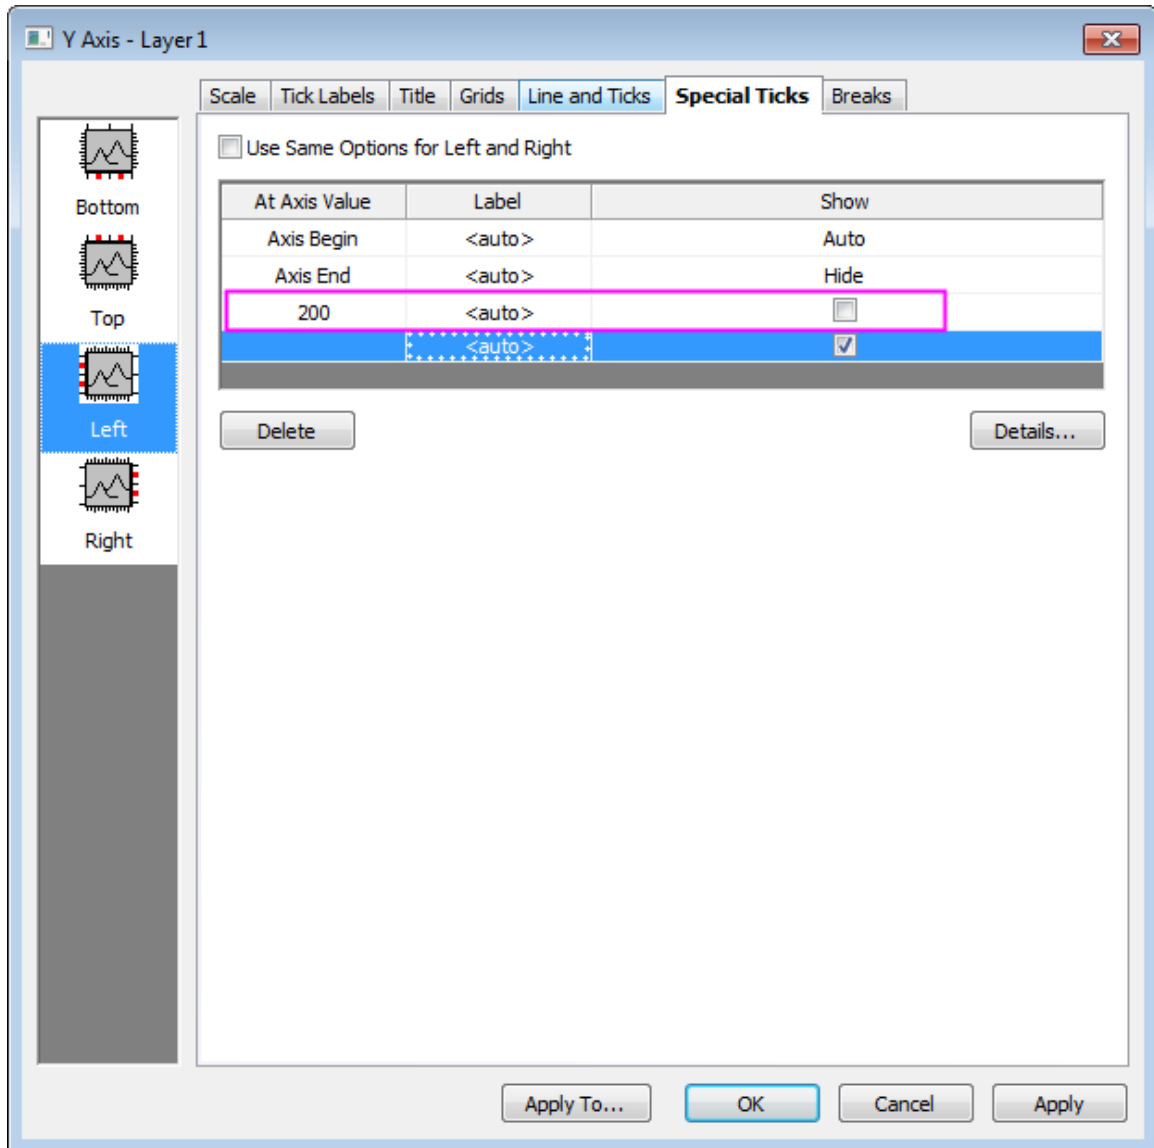 Y Axis - Layer 1
Scale Tick Labels Title Grids Line and Ticks Special Ticks Breaks
Use Same Options for Left and Right
At Axis Value Label Show
Axis Begin <auto> Auto
Axis End <auto> Hide
200 <auto>
<auto>
Bottom
Top
Left
Right
Delete Details...
Apply To... OK Cancel Apply